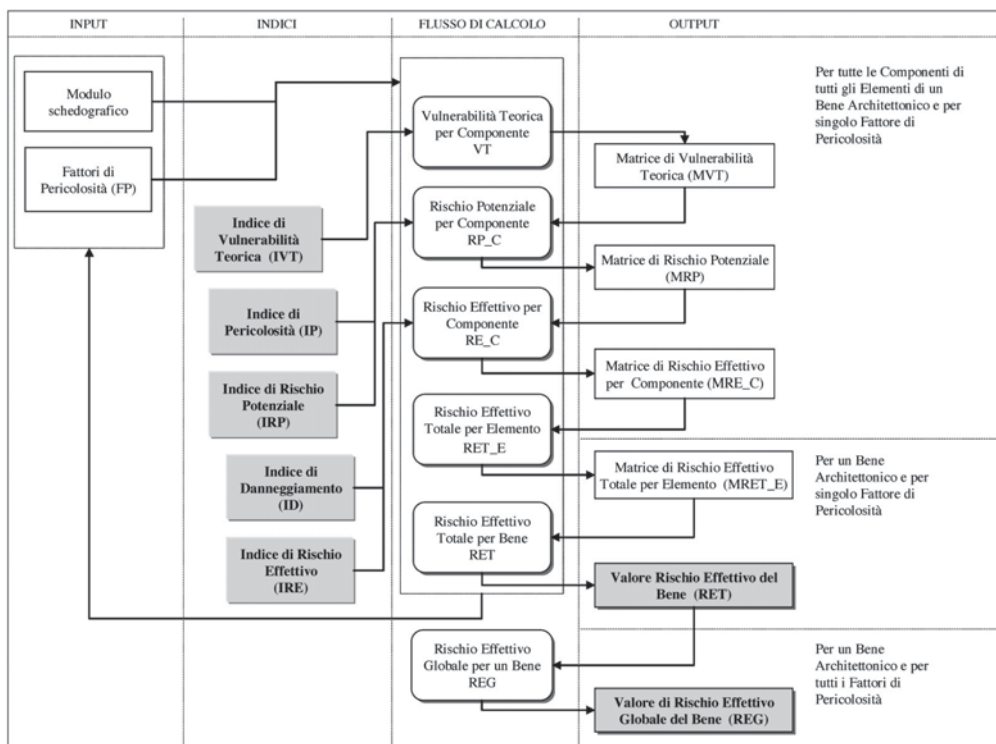 INPUT
INDICI
FLUSSO DI CALCOLO
OUTPUT
Modulo
schedografico
Fattori di
Pericolosità (FP)
Indice di
Vulnerabilità
Teorica (IVT)
Indice di
Pericolosità (IP)
Indice di Rischio
Potenziale
(IRP)
Indice di
Danneggiamento
(ID)
Indice di Rischio
Effettivo
(IRE)
Vulnerabilità Teorica
per Componente
VT
Rischio Potenziale
per Componente
RP_C
Rischio Effettivo per
Componente
RE_C
Rischio Effettivo
Totale per Elemento
RET_E
Rischio Effettivo
Totale per Bene
RET
Rischio Effettivo
Globale per un Bene
REG
Matrice di Vulnerabilità
Teorica (MVT)
Matrice di Rischio Potenziale
(MRP)
Matrice di Rischio Effettivo
per Componente (MRE_C)
Matrice di Rischio Effettivo
Totale per Elemento (MRET_E)
Valore Rischio Effettivo del
Bene (RET)
Valore di Rischio Effettivo
Globale del Bene (REG)
Per tutte le Componenti di
tutti gli Elementi di un
Bene Architettonico e per
singolo Fattore di
Pericolosità
Per un Bene
Architettonico e per
singolo Fattore di
Pericolosità
Per un Bene
Architettonico e per
tutti i Fattori di
Pericolosità